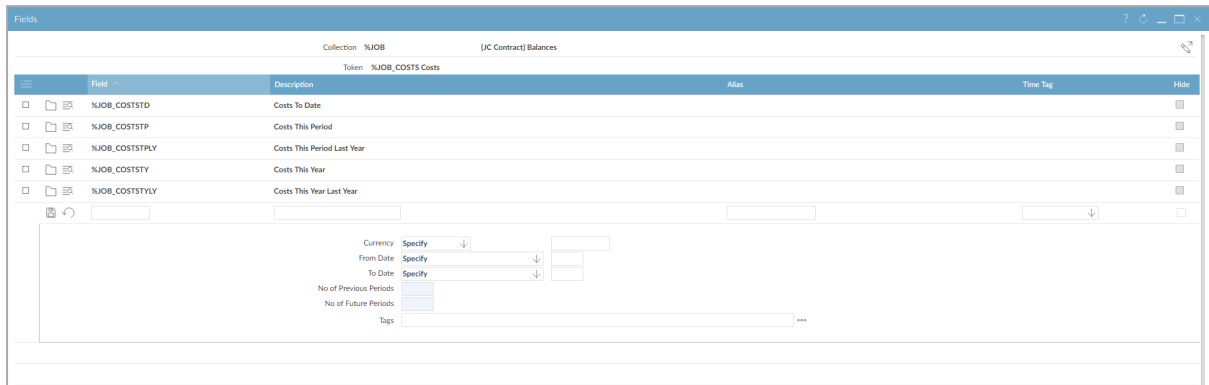 Fields
Collection %JOB [JC Contract] Balances
Token %JOB_COSTS Costs
Field Description Alias Time Tag Hide
%JOB_COSTSTD Costs To Date
%JOB_COSTSTP Costs This Period
%JOB_COSTSTPLY Costs This Period Last Year
%JOB_COSTSTY Costs This Year
%JOB_COSTSTYLY Costs This Year Last Year
Currency Specify
From Date Specify
To Date Specify
No of Previous Periods
No of Future Periods
Tags